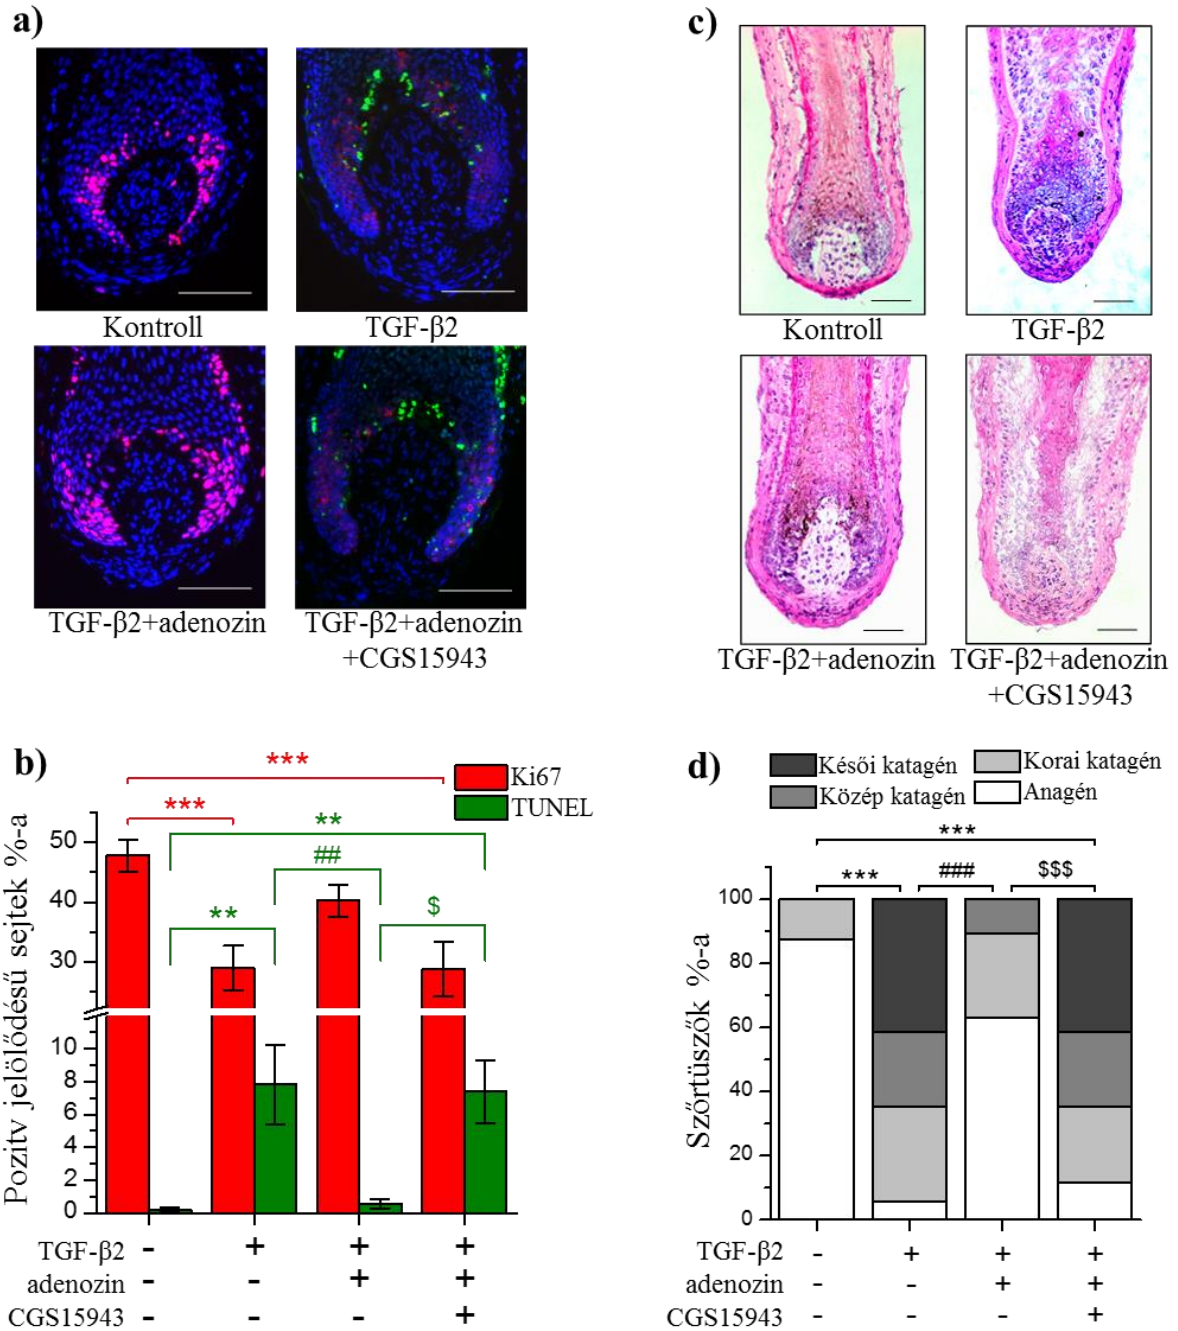 a)
Kontroll
TGF-β2
TGF-β2+adenozin
TGF-β2+adenozin
+CGS15943
c)
Kontroll
TGF-β2
TGF-β2+adenozin
TGF-β2+adenozin
+CGS15943
b)
Ki67
TUNEL
***
***
**
##
**
$
Pozitv jelölődésű sejtek %-a
50
40
30
10
8
6
4
2
0
TGF-β2 - + + +
adenozin - - + +
CGS15943 - - - +
d)
Késői katagén
Korai katagén
Közép katagén
Anagén
***
***
###
$$$
Szőrtüszők %-a
100
80
60
40
20
0
TGF-β2 - + + +
adenozin - - + +
CGS15943 - - - +